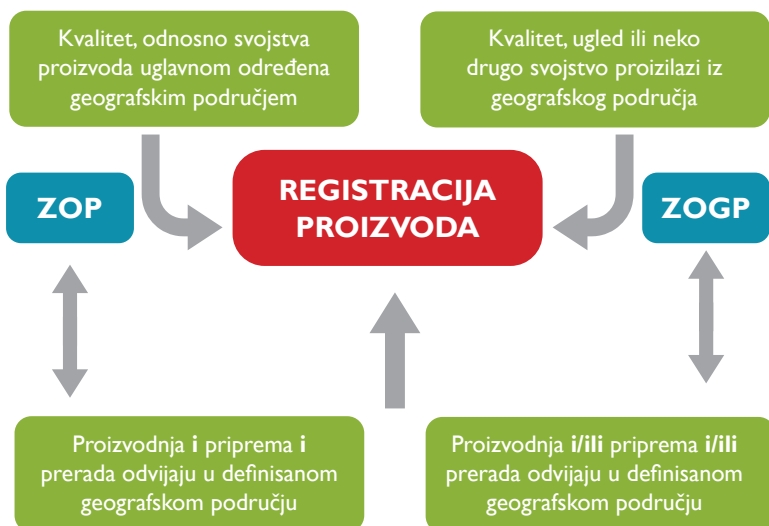 Kvalitet, odnosno svojstva
proizvoda uglavnom određena
geografskim područjem
Kvalitet, ugled ili neko
drugo svojstvo proizilazi iz
geografskog područja
ZOP
REGISTRACIJA
PROIZVODA
ZOGP
Proizvodnja i priprema i
prerada odvijaju u definisanom
geografskom području
Proizvodnja i/ili priprema i/ili
prerada odvijaju u definisanom
geografskom području